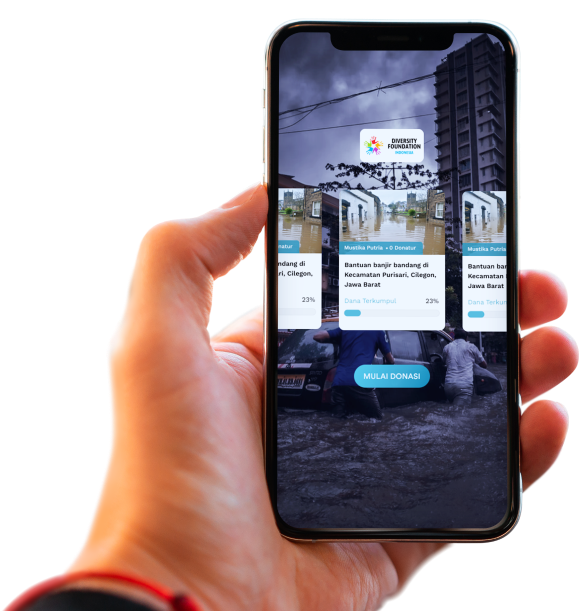 DIVERSITY
FOUNDATION
INDONESIA
Donatur
bandang di
ri, Cilegon,
23%
Mustika Putria +0 Donatur
Bantuan banjir bandang di
Kecamatan Purisari, Cilegon,
Jawa Barat
Dana Terkumpul
23%
Mustika Putria
Bantuan ban
Kecamatan
Jawa Barat
Dana Terkum
MULAI DONASI